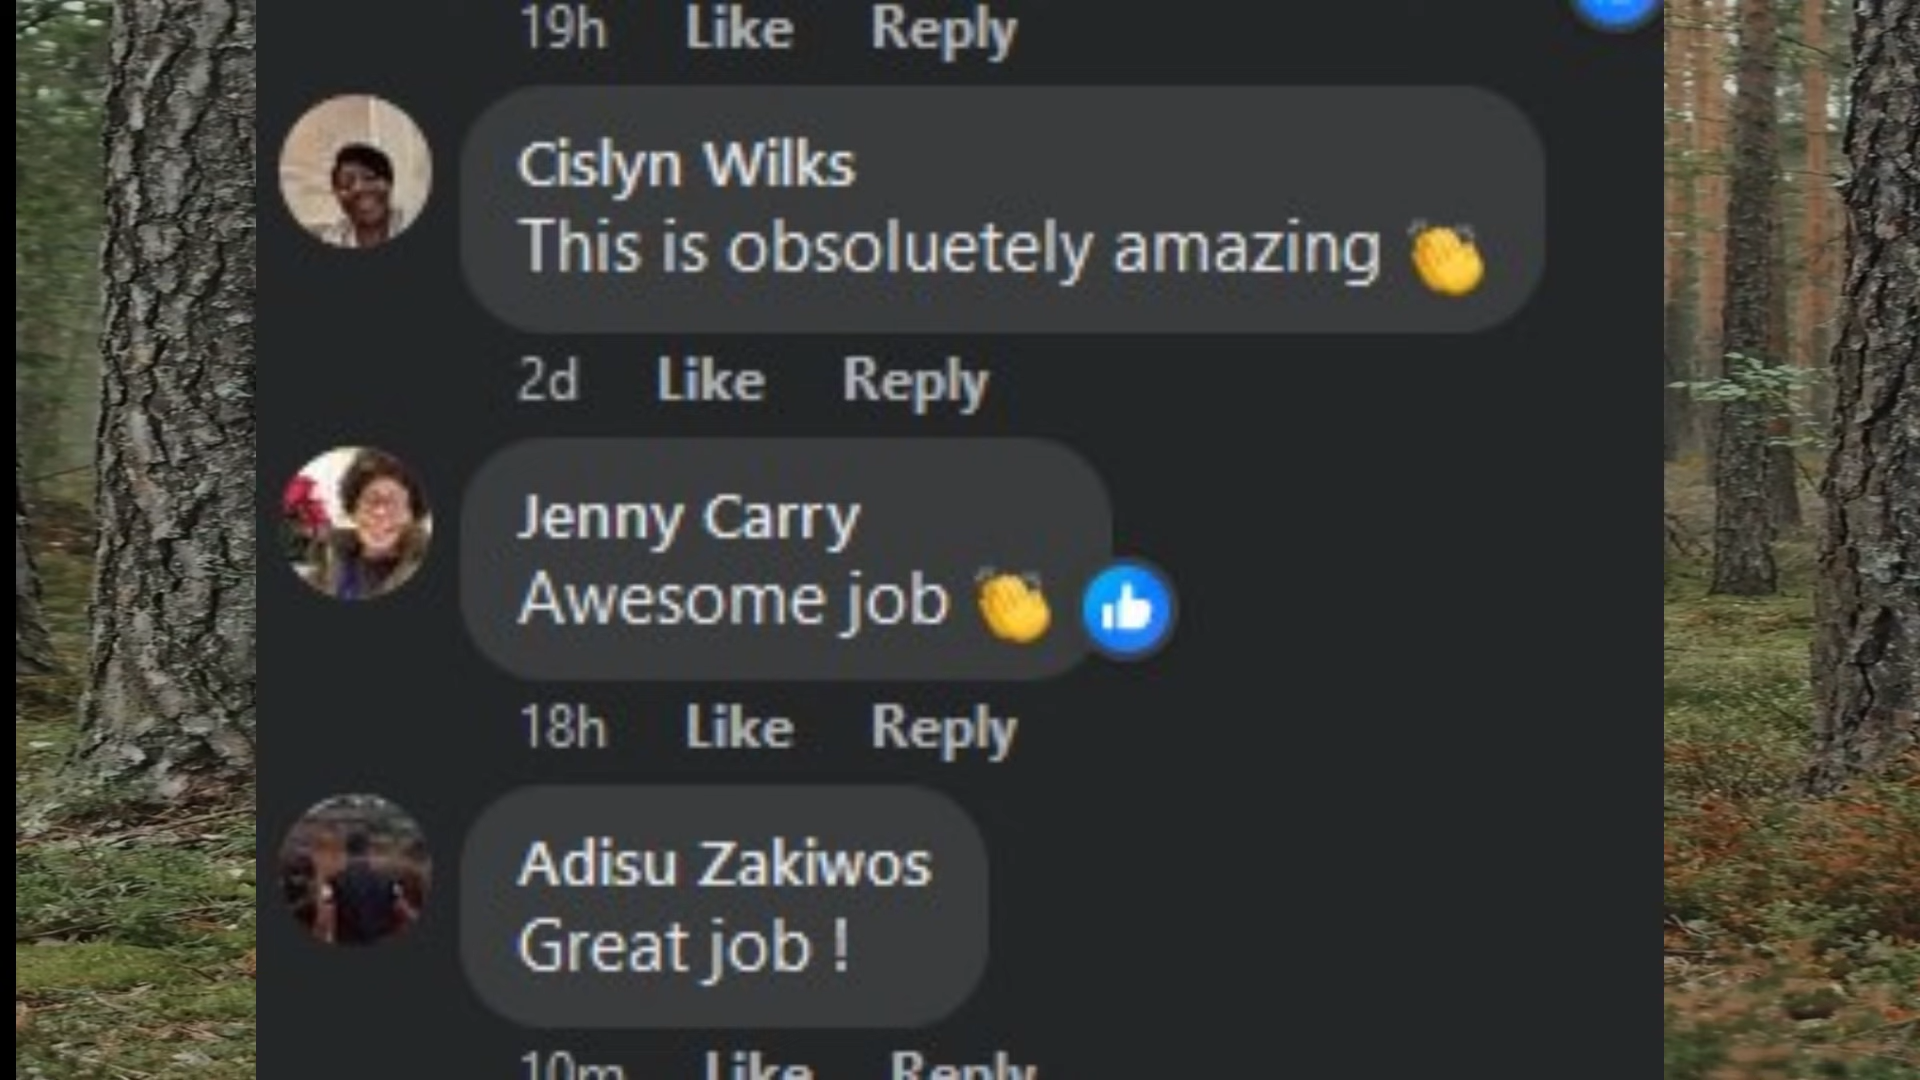 19h Like Reply
Cislyn Wilks
This is obsoluetely amazing 👏
2d Like Reply
Jenny Carry
Awesome job 👏
18h Like Reply
Adisu Zakiwos
Great job !
10m Like Reply